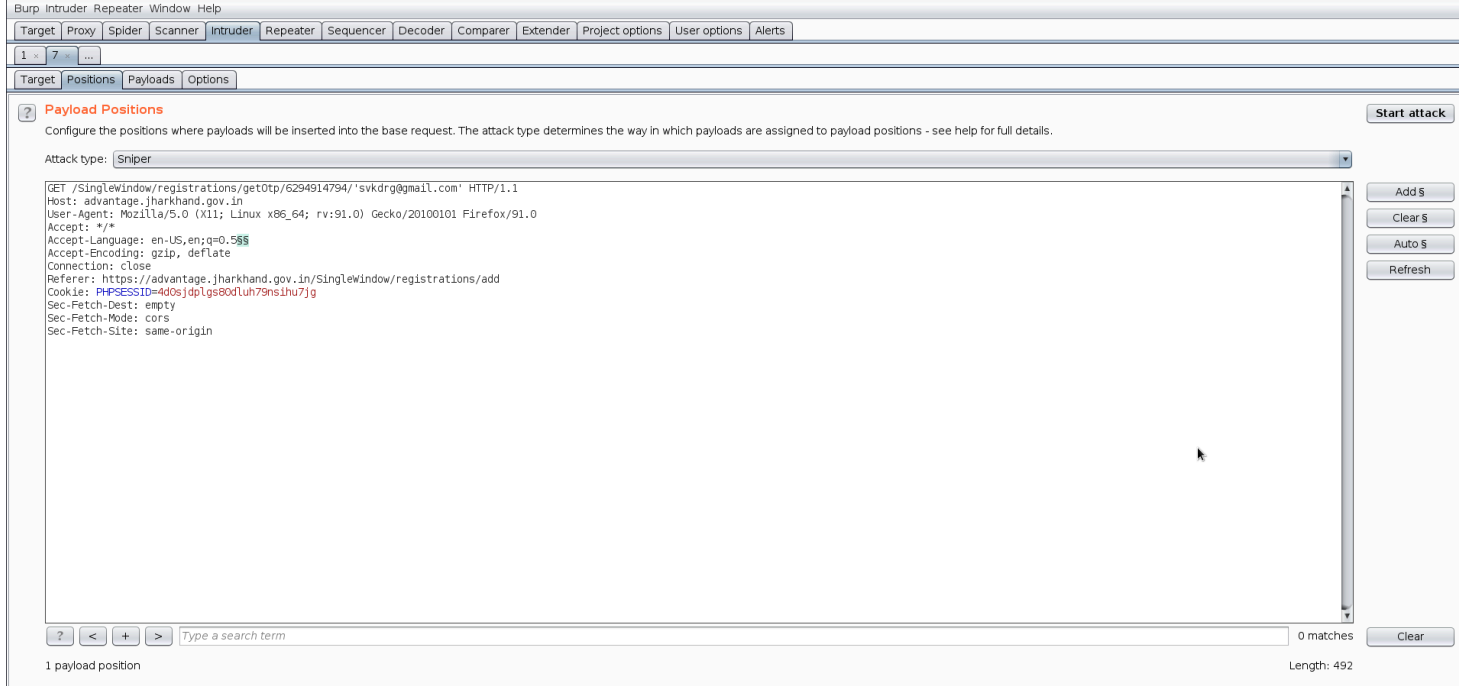 Burp Intruder Repeater Window Help
Target Proxy Spider Scanner Intruder Repeater Sequencer Decoder Comparer Extender Project options User options Alerts
1 × 7 × ...
Target Positions Payloads Options
? Payload Positions Start attack
Configure the positions where payloads will be inserted into the base request. The attack type determines the way in which payloads are assigned to payload positions - see help for full details.
Attack type: Sniper
GET /SingleWindow/registrations/getOtp/6294914794/'svkdrg@gmail.com' HTTP/1.1
Host: advantage.jharkhand.gov.in
User-Agent: Mozilla/5.0 (X11; Linux x86_64; rv:91.0) Gecko/20100101 Firefox/91.0
Accept: */*
Accept-Language: en-US,en;q=0.5§§
Accept-Encoding: gzip, deflate
Connection: close
Referer: https://advantage.jharkhand.gov.in/SingleWindow/registrations/add
Cookie: PHPSESSID=4d0sjdplgs80dluh79nsihu7jg
Sec-Fetch-Dest: empty
Sec-Fetch-Mode: cors
Sec-Fetch-Site: same-origin
Add §
Clear §
Auto §
Refresh
? < + > Type a search term 0 matches Clear
1 payload position Length: 492